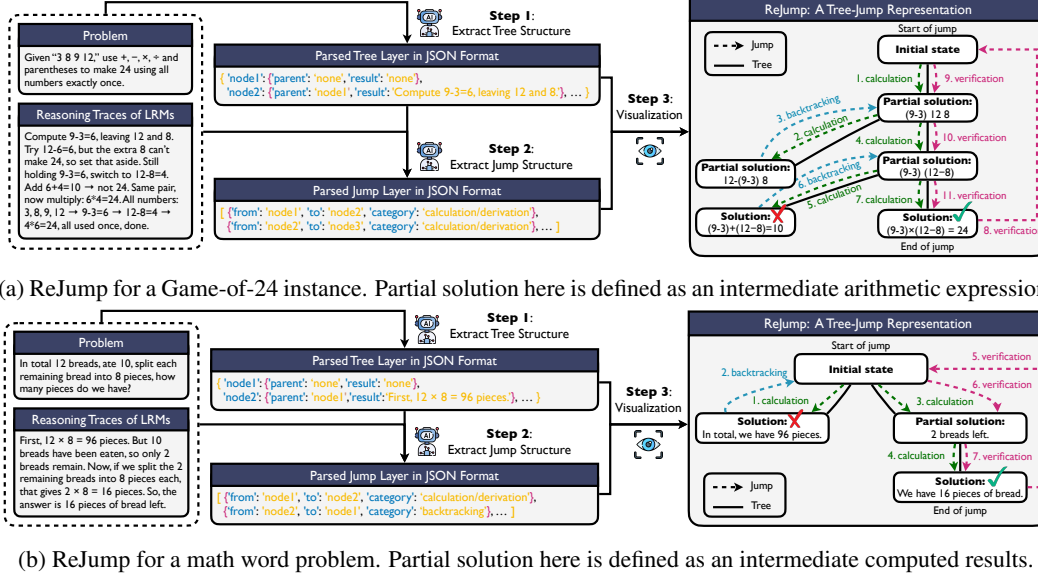 Problem
Given “3 8 9 12,” use +, −, ×, ÷ and
parentheses to make 24 using all
numbers exactly once.
Reasoning Traces of LRMs
Compute 9-3=6, leaving 12 and 8.
Try 12-6=6, but the extra 8 can’t
make 24, so set that aside. Still
holding 9-3=6, switch to 12-8=4.
Add 6+4=10 → not 24. Same pair,
now multiply: 6*4=24. All numbers:
3, 8, 9, 12 → 9-3=6 → 12-8=4 →
4*6=24, all used once, done.
Step 1:
Extract Tree Structure
Parsed Tree Layer in JSON Format
{ 'node1': {'parent': 'none', 'result': 'none'},
'node2': {'parent': 'node1', 'result': 'Compute 9-3=6, leaving 12 and 8.'}, … }
Step 2:
Extract Jump Structure
Parsed Jump Layer in JSON Format
[ {'from': 'node1', 'to': 'node2', 'category': 'calculation/derivation'},
{'from': 'node2', 'to': 'node3', 'category': 'calculation/derivation'}, … ]
Step 3:
Visualization
ReJump: A Tree-Jump Representation
Jump
Tree
Start of jump
Initial state
1. calculation
9. verification
3. backtracking
2. calculation
Partial solution:
(9-3) 12 8
4. calculation
10. verification
Partial solution:
12-(9-3) 8
6. backtracking
5. calculation
Partial solution:
(9-3) (12−8)
7. calculation
11. verification
Solution:
(9-3)+(12−8)=10
Solution:
(9-3)×(12−8) = 24
8. verification
End of jump
(a) ReJump for a Game-of-24 instance. Partial solution here is defined as an intermediate arithmetic expression
Problem
In total 12 breads, ate 10, split each
remaining bread into 8 pieces, how
many pieces do we have?
Reasoning Traces of LRMs
First, 12 × 8 = 96 pieces. But 10
breads have been eaten, so only 2
breads remain. Now, if we split the 2
remaining breads into 8 pieces each,
that gives 2 × 8 = 16 pieces. So, the
answer is 16 pieces of bread left.
Step 1:
Extract Tree Structure
Parsed Tree Layer in JSON Format
{ 'node1': {'parent': 'none', 'result': 'none'},
'node2': {'parent': 'node1','result':'First, 12 × 8 = 96 pieces.'}, … }
Step 2:
Extract Jump Structure
Parsed Jump Layer in JSON Format
[ {'from': 'node1', 'to': 'node2', 'category': 'calculation/derivation'},
{'from': 'node2', 'to': 'node1', 'category': 'backtracking'}, … ]
Step 3:
Visualization
ReJump: A Tree-Jump Representation
Start of jump
Initial state
2. backtracking
5. verification
6. verification
1. calculation
3. calculation
Solution:
In total, we have 96 pieces.
Partial solution:
2 breads left.
4. calculation
7. verification
Jump
Tree
Solution:
We have 16 pieces of bread.
End of jump
(b) ReJump for a math word problem. Partial solution here is defined as an intermediate computed results.